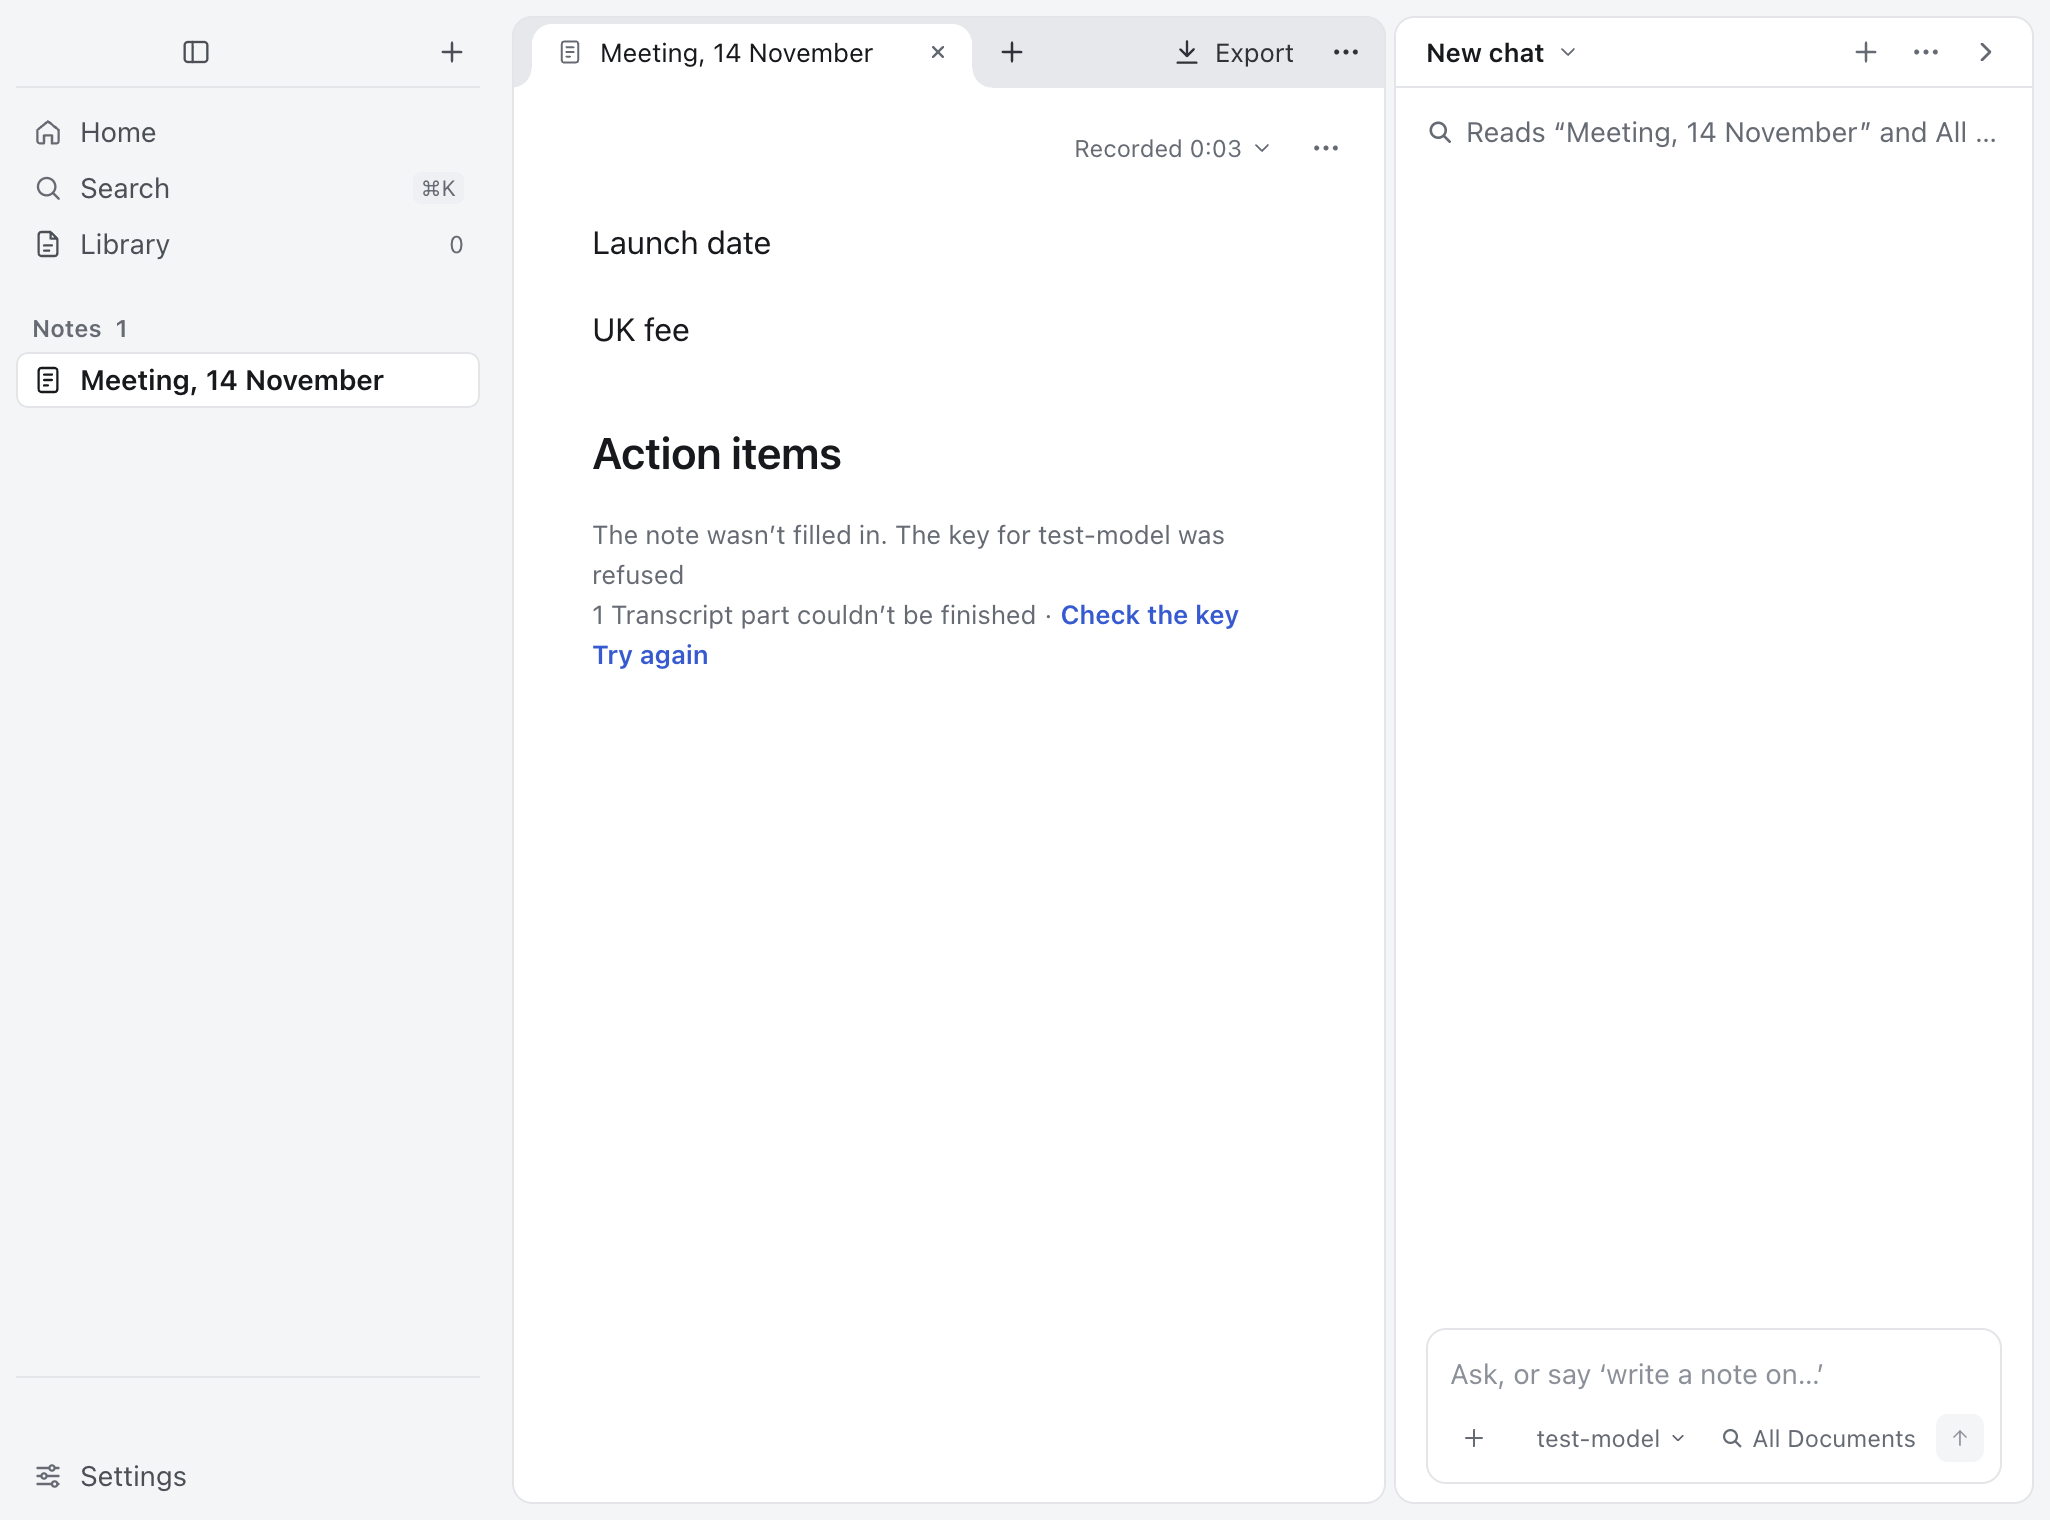 Home
Search ⌘K
Library 0
Notes 1
Meeting, 14 November
Settings
Meeting, 14 November
Export
Recorded 0:03
Launch date
UK fee
Action items
The note wasn’t filled in. The key for test-model was
refused
1 Transcript part couldn’t be finished · Check the key
Try again
New chat
Reads “Meeting, 14 November” and All ...
Ask, or say ‘write a note on...’
test-model
All Documents